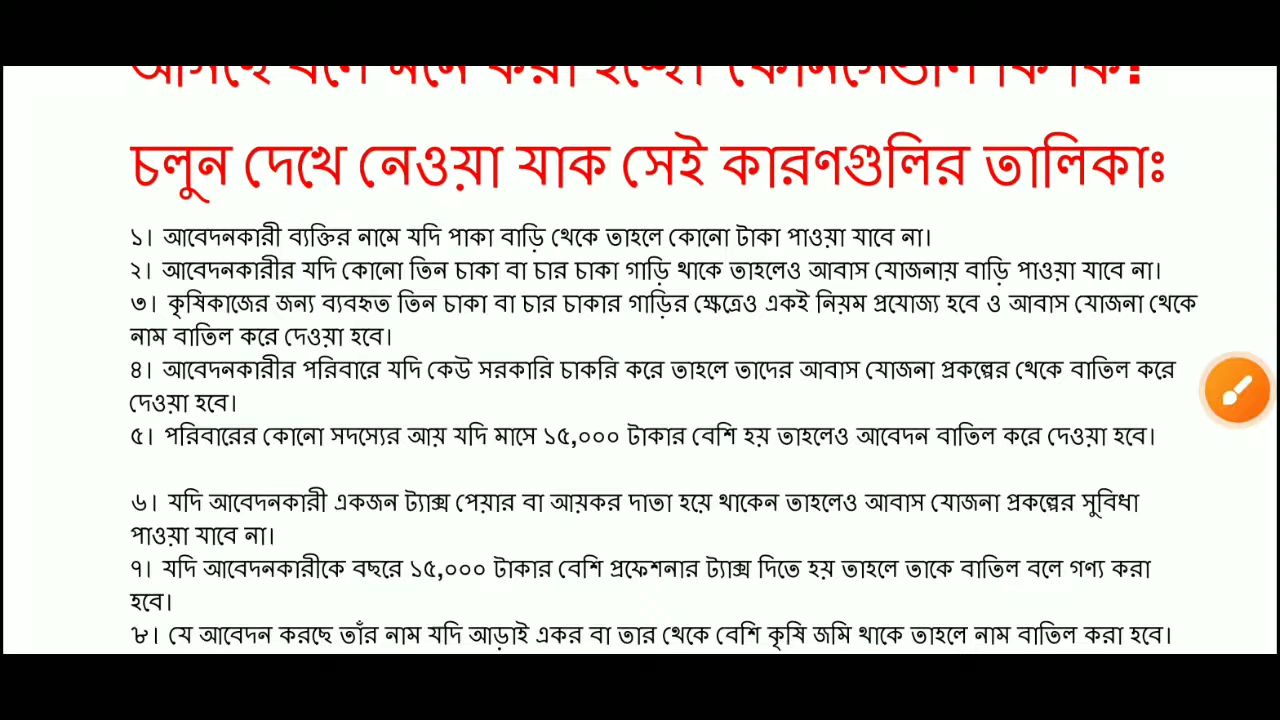 চলুন দেখে নেওয়া যাক সেই কারণগুলির তালিকাঃ
১। আবেদনকারী ব্যক্তির নামে যদি পাকা বাড়ি থেকে তাহলে কোনো টাকা পাওয়া যাবে না।
২। আবেদনকারীর যদি কোনো তিন চাকা বা চার চাকা গাড়ি থাকে তাহলেও আবাস যোজনায় বাড়ি পাওয়া যাবে না।
৩। কৃষিকাজের জন্য ব্যবহৃত তিন চাকা বা চার চাকার গাড়ির ক্ষেত্রেও একই নিয়ম প্রযোজ্য হবে ও আবাস যোজনা থেকে
নাম বাতিল করে দেওয়া হবে।
৪। আবেদনকারীর পরিবারে যদি কেউ সরকারি চাকরি করে তাহলে তাদের আবাস যোজনা প্রকল্পের থেকে বাতিল করে
দেওয়া হবে।
৫। পরিবারের কোনো সদস্যের আয় যদি মাসে ১৫,০০০ টাকার বেশি হয় তাহলেও আবেদন বাতিল করে দেওয়া হবে।
৬। যদি আবেদনকারী একজন ট্যাক্স পেয়ার বা আয়কর দাতা হয়ে থাকেন তাহলেও আবাস যোজনা প্রকল্পের সুবিধা
পাওয়া যাবে না।
৭। যদি আবেদনকারীকে বছরে ১৫,০০০ টাকার বেশি প্রফেশনার ট্যাক্স দিতে হয় তাহলে তাকে বাতিল বলে গণ্য করা
হবে।
৮। যে আবেদন করছে তাঁর নাম যদি আড়াই একর বা তার থেকে বেশি কৃষি জমি থাকে তাহলে নাম বাতিল করা হবে।